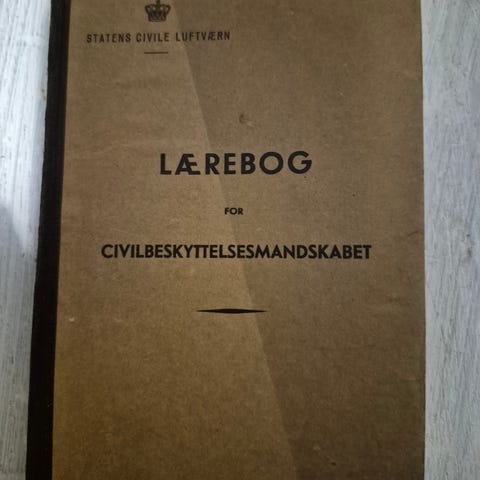 STATENS CIVILE LUFTVÆRN
LÆREBOG
FOR
CIVILBESKYTTELSESMANDSKABET